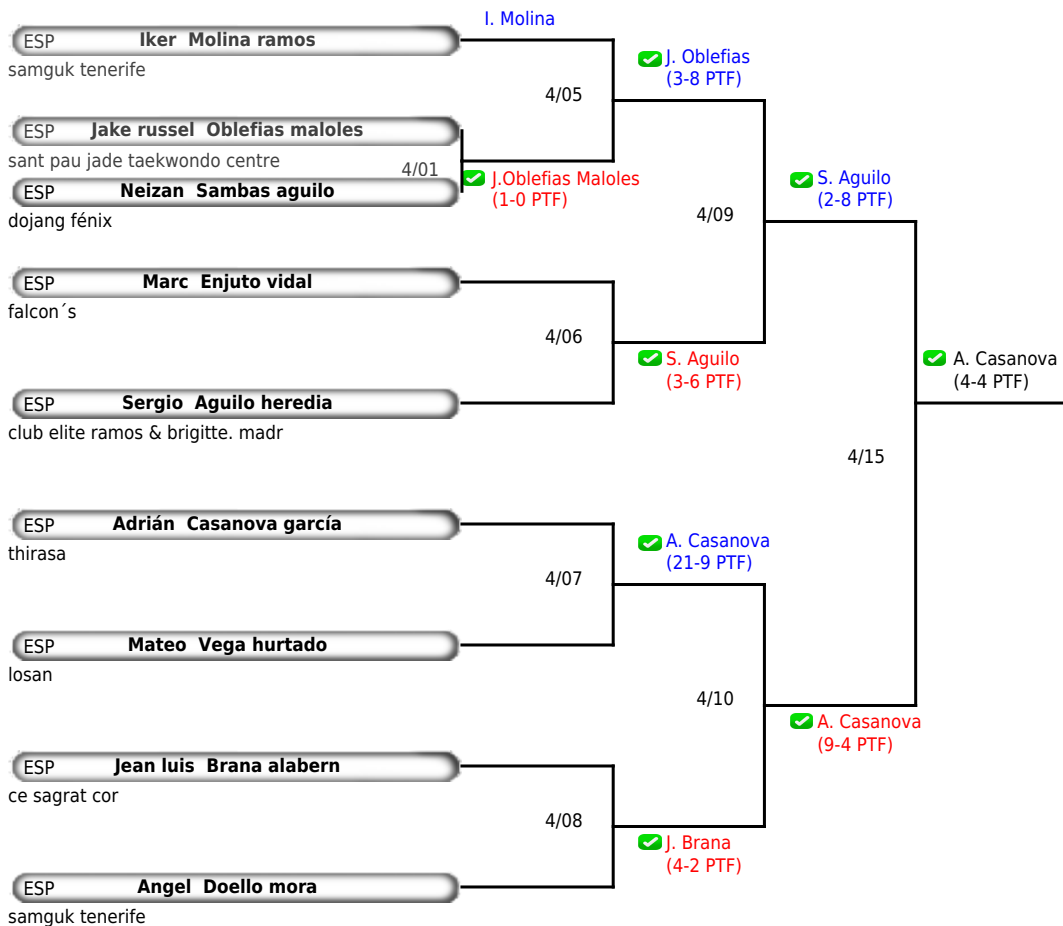 I. Molina
ESP Iker Molina ramos
samguk tenerife
J. Oblefias
(3-8 PTF)
4/05
ESP Jake russel Oblefias maloles
sant pau jade taekwondo centre
4/01
J.Oblefias Maloles
(1-0 PTF)
S. Aguilo
(2-8 PTF)
ESP Neizan Sambas aguilo
dojang fénix
4/09
ESP Marc Enjuto vidal
falcon´s
4/06
S. Aguilo
(3-6 PTF)
A. Casanova
(4-4 PTF)
ESP Sergio Aguilo heredia
club elite ramos & brigitte. madr
4/15
ESP Adrián Casanova garcía
thirasa
A. Casanova
(21-9 PTF)
4/07
ESP Mateo Vega hurtado
losan
4/10
A. Casanova
(9-4 PTF)
ESP Jean luis Brana alabern
ce sagrat cor
4/08
J. Brana
(4-2 PTF)
ESP Angel Doello mora
samguk tenerife